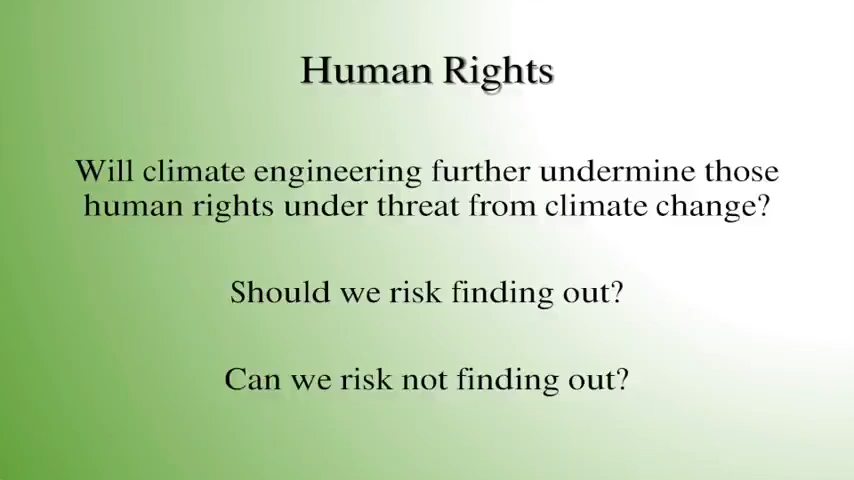 Human Rights
Will climate engineering further undermine those
human rights under threat from climate change?
Should we risk finding out?
Can we risk not finding out?